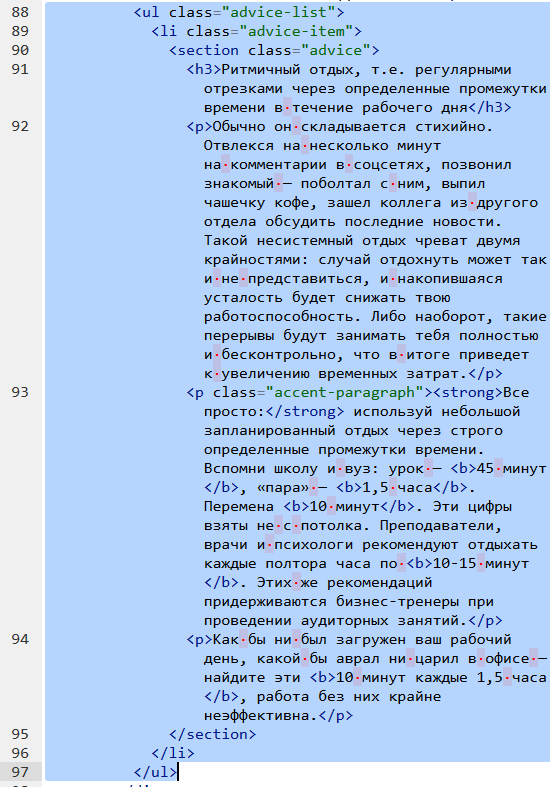 88 <ul class="advice-list">
89 <li class="advice-item">
90 <section class="advice">
91 <h3>Ритмичный отдых, т.е. регулярными
отрезками через определенные промежутки
времени в·течение рабочего дня</h3>
92 <p>Обычно он·складывается стихийно.
Отвлекся на·несколько минут
на·комментарии в·соцсетях, позвонил
знакомый·— поболтал с·ним, выпил
чашечку кофе, зашел коллега из·другого
отдела обсудить последние новости.
Такой несистемный отдых чреват двумя
крайностями: случай отдохнуть может так
и·не·представиться, и·накопившаяся
усталость будет снижать твою
работоспособность. Либо наоборот, такие
перерывы будут занимать тебя полностью
и·бесконтрольно, что в·итоге приведет
к·увеличению временных затрат.</p>
93 <p class="accent-paragraph"><strong>Все
просто:</strong> используй небольшой
запланированный отдых через строго
определенные промежутки времени.
Вспомни школу и·вуз: урок·— <b>45·минут
</b>, «пара»·— <b>1,5·часа</b>.
Перемена <b>10·минут</b>. Эти цифры
взяты не·с·потолка. Преподаватели,
врачи и·психологи рекомендуют отдыхать
каждые полтора часа по·<b>10-15·минут
</b>. Этих·же рекомендаций
придерживаются бизнес-тренеры при
проведении аудиторных занятий.</p>
94 <p>Как·бы ни·был загружен ваш рабочий
день, какой·бы аврал ни·царил в·офисе·—
найдите эти <b>10·минут каждые 1,5·часа
</b>, работа без них крайне
неэффективна.</p>
95 </section>
96 </li>
97 </ul>